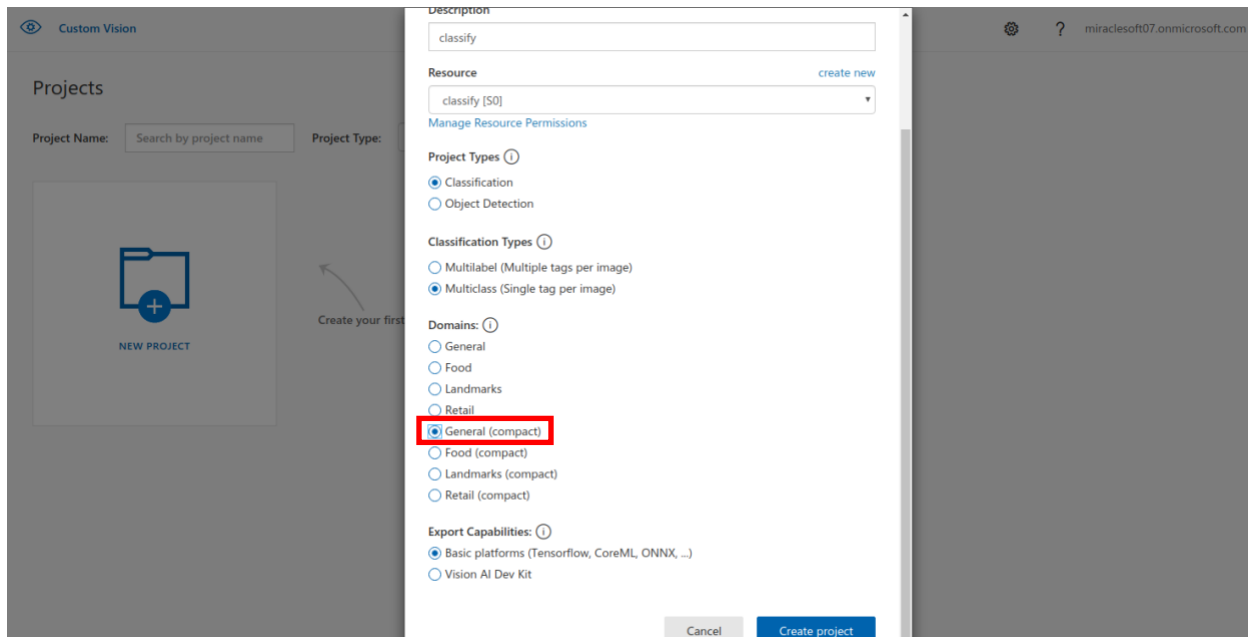 Custom Vision
miraclesoft07.onmicrosoft.com
?
Projects
Project Name:
Search by project name
Project Type:
NEW PROJECT
Create your first
Description
classify
Resource
create new
classify [S0]
Manage Resource Permissions
Project Types
Classification
Object Detection
Classification Types
Multilabel (Multiple tags per image)
Multiclass (Single tag per image)
Domains:
General
Food
Landmarks
Retail
General (compact)
Food (compact)
Landmarks (compact)
Retail (compact)
Export Capabilities:
Basic platforms (Tensorflow, CoreML, ONNX, ...)
Vision AI Dev Kit
Cancel
Create project